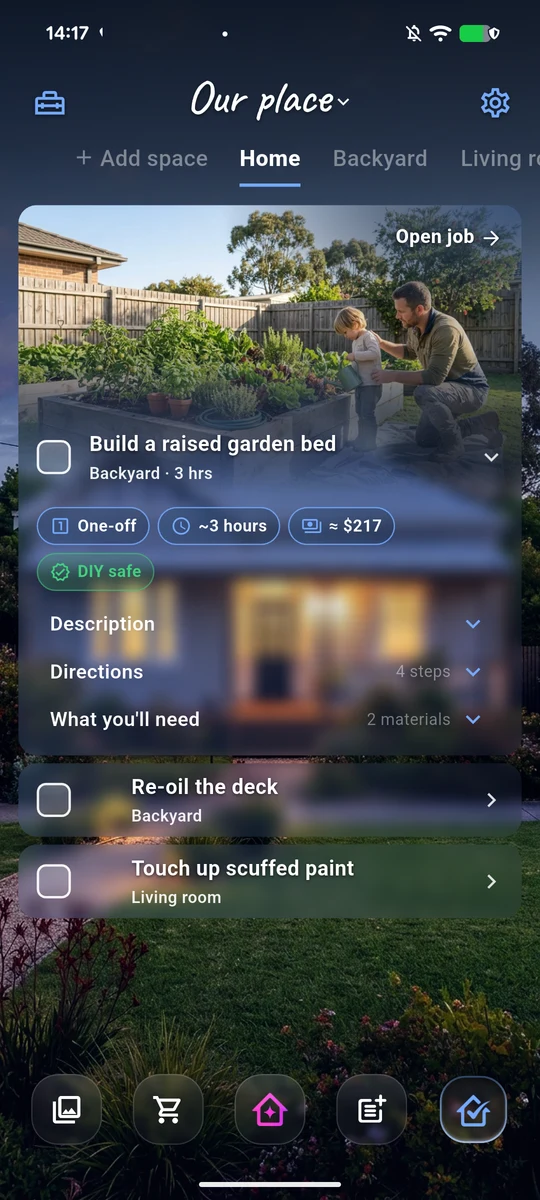 14:17
Our place
+ Add space Home Backyard Living r
Open job →
Build a raised garden bed
Backyard · 3 hrs
One-off ~3 hours ≈ $217
DIY safe
Description
Directions 4 steps
What you'll need 2 materials
Re-oil the deck
Backyard
Touch up scuffed paint
Living room